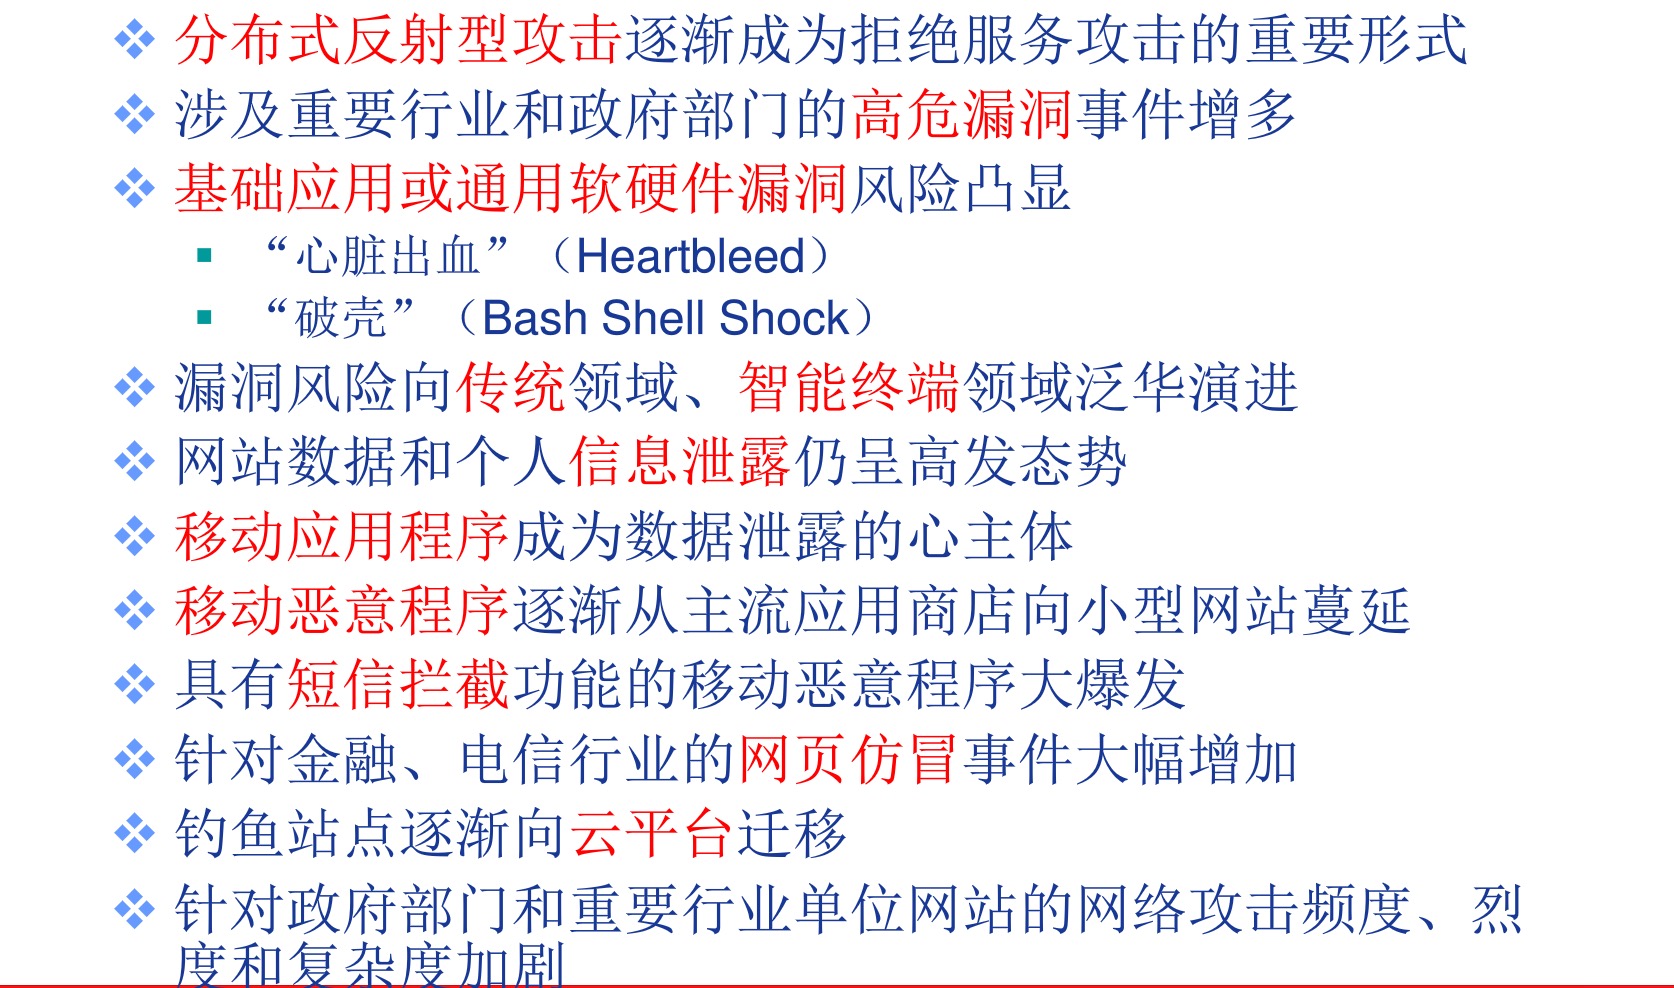 分布式反射型攻击逐渐成为拒绝服务攻击的重要形式
涉及重要行业和政府部门的高危漏洞事件增多
基础应用或通用软硬件漏洞风险凸显
“心脏出血”（Heartbleed）
“破壳”（Bash Shell Shock）
漏洞风险向传统领域、智能终端领域泛华演进
网站数据和个人信息泄露仍呈高发态势
移动应用程序成为数据泄露的心主体
移动恶意程序逐渐从主流应用商店向小型网站蔓延
具有短信拦截功能的移动恶意程序大爆发
针对金融、电信行业的网页仿冒事件大幅增加
钓鱼站点逐渐向云平台迁移
针对政府部门和重要行业单位网站的网络攻击频度、烈
度和复杂度加剧